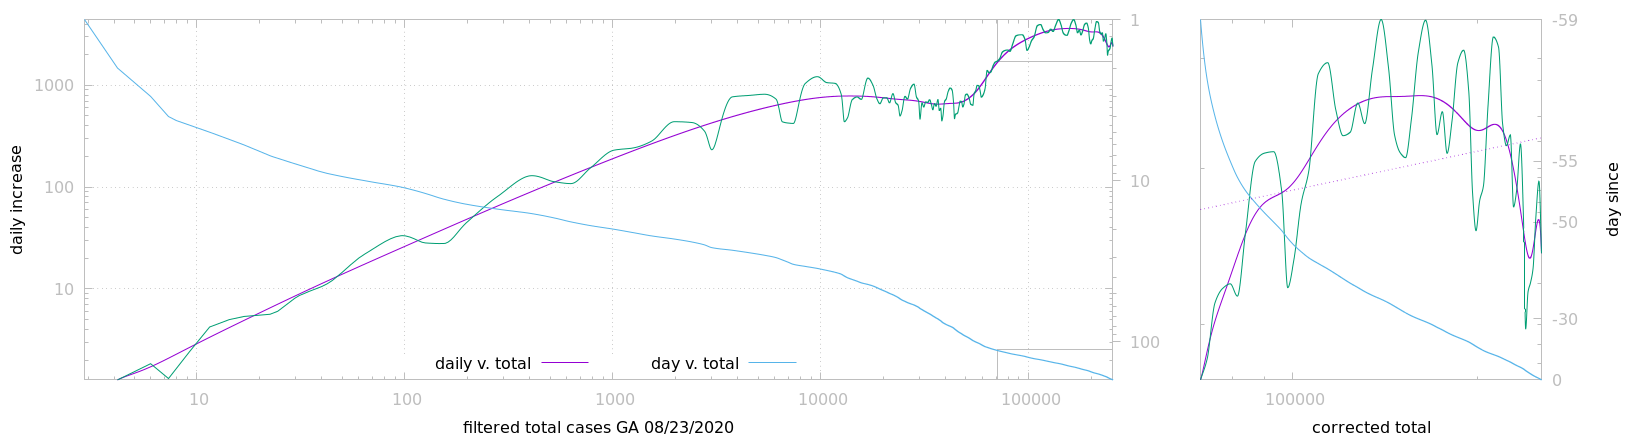 daily increase
1000
100
10
1
10
100
daily v. total
day v. total
10
100
1000
10000
100000
filtered total cases GA 08/23/2020
-59
-55
-50
-30
0
day since
100000
corrected total